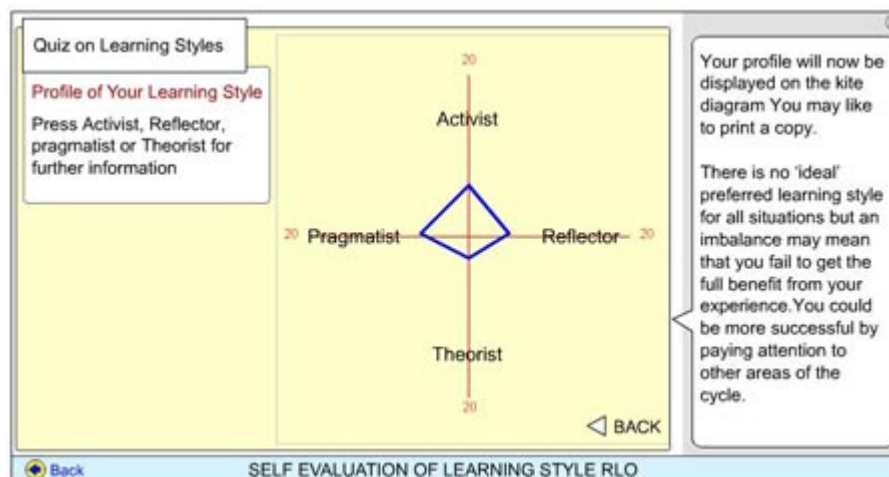 Quiz on Learning Styles
Profile of Your Learning Style
Press Activist, Reflector,
pragmatist or Theorist for
further information
20
Activist
20 Pragmatist
Reflector 20
Theorist
20
BACK
Your profile will now be
displayed on the kite
diagram You may like
to print a copy.
There is no 'ideal'
preferred learning style
for all situations but an
imbalance may mean
that you fail to get the
full benefit from your
experience.You could
be more successful by
paying attention to
other areas of the
cycle.
Back
SELF EVALUATION OF LEARNING STYLE RLO